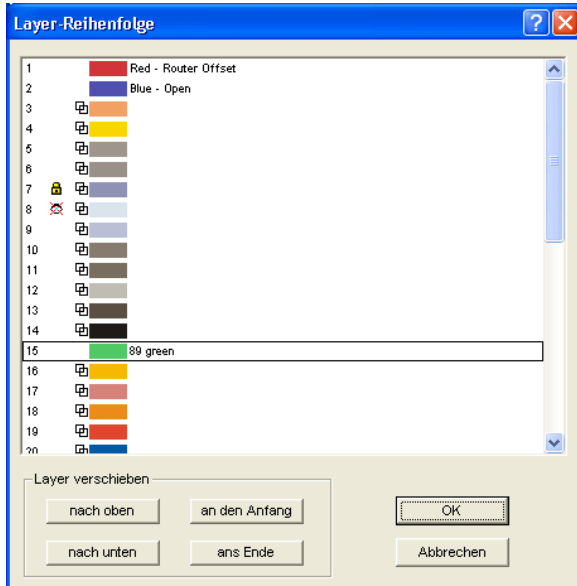 Layer-Reihenfolge
1 Red - Router Offset
2 Blue - Open
3
4
5
6
7
8
9
10
11
12
13
14
15 89 green
16
17
18
19
20
Layer verschieben
nach oben an den Anfang OK
nach unten ans Ende Abbrechen